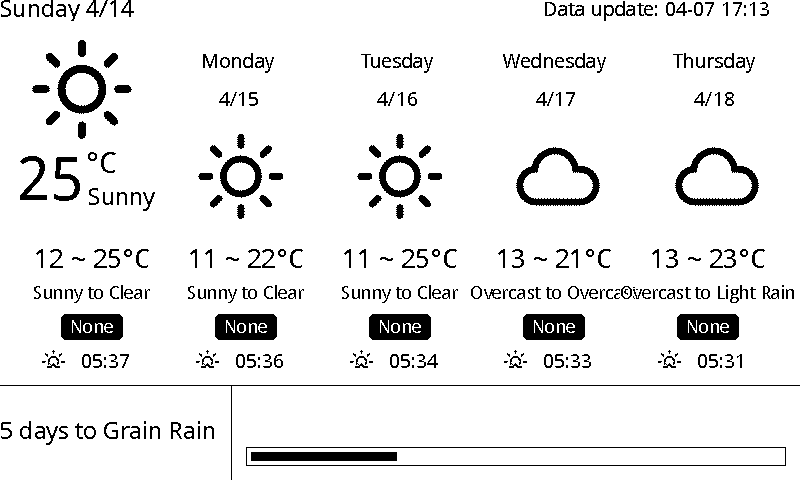 Sunday 4/14
Data update: 04-07 17:13
25 °C
Sunny
Monday Tuesday Wednesday Thursday
4/15 4/16 4/17 4/18
12 ~ 25°C 11 ~ 22°C 11 ~ 25°C 13 ~ 21°C 13 ~ 23°C
Sunny to Clear Sunny to Clear Sunny to Clear Overcast to Overcast to Light Rain
None None None None None
05:37 05:36 05:34 05:33 05:31
5 days to Grain Rain